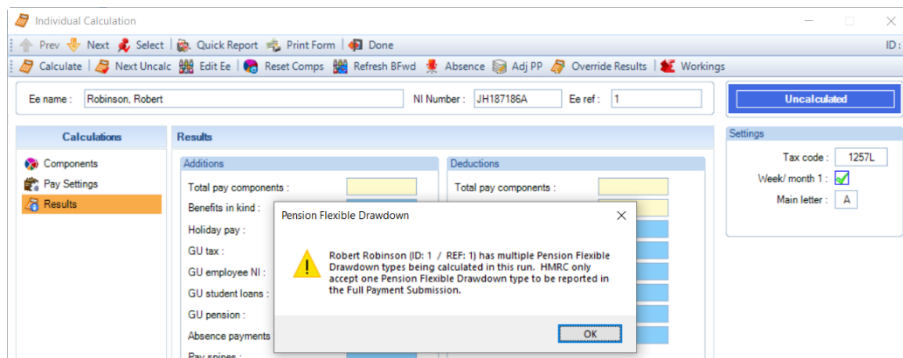 Individual Calculation
Prev Next Select Quick Report Print Form Done ID:
Calculate Next Uncalc Edit Ee Reset Comps Refresh BFwd Absence Adj PP Override Results Workings
Ee name : Robinson, Robert NI Number : JH187186A Ee ref : 1 Uncalculated
Calculations Results Settings
Components Additions Deductions Tax code : 1257L
Pay Settings Total pay components : Total pay components : Week/ month 1 :
Results Benefits in kind : Main letter : A
Pension Flexible Drawdown
Holiday pay :
GU tax :
GU employee NI :
GU student loans :
GU pension :
Absence payments
Pay spines :
Robert Robinson (ID: 1 / REF: 1) has multiple Pension Flexible
Drawdown types being calculated in this run. HMRC only
accept one Pension Flexible Drawdown type to be reported in
the Full Payment Submission.
OK